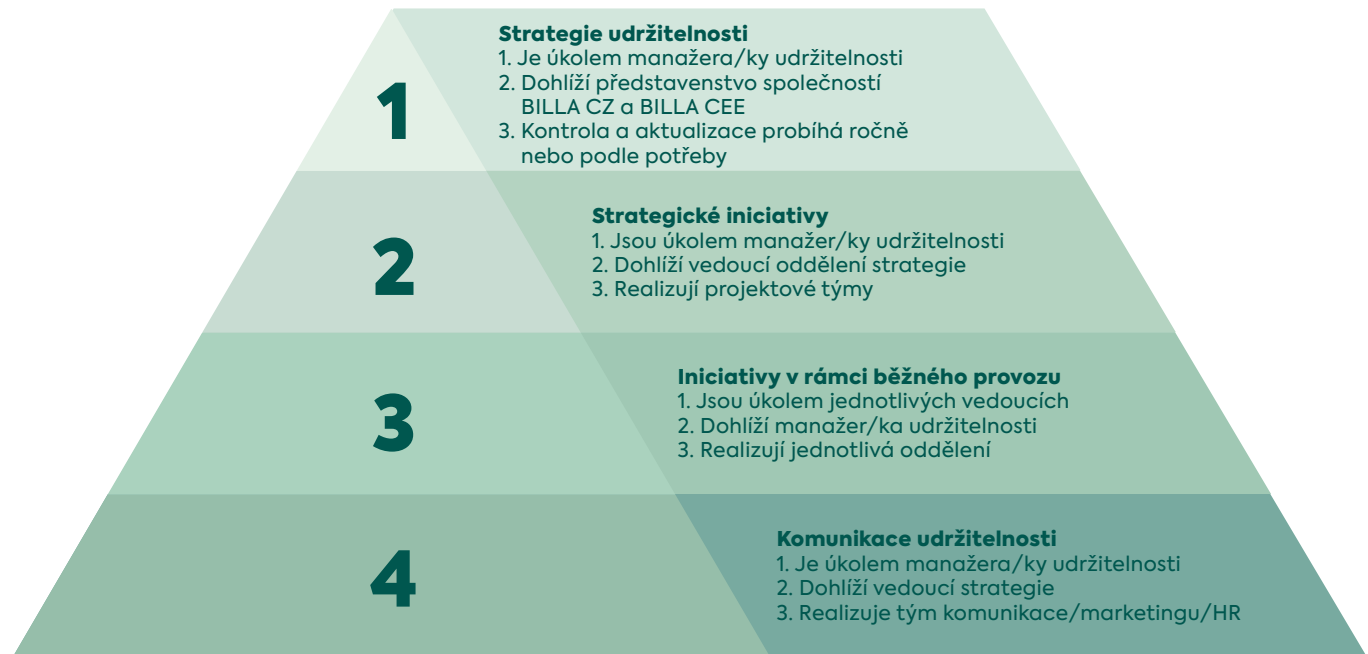 1
Strategie udržitelnosti
1. Je úkolem manažera/ky udržitelnosti
2. Dohlíží představenstvo společností
BILLA CZ a BILLA CEE
3. Kontrola a aktualizace probíhá ročně
nebo podle potřeby
2
Strategické iniciativy
1. Jsou úkolem manažer/ky udržitelnosti
2. Dohlíží vedoucí oddělení strategie
3. Realizují projektové týmy
3
Iniciativy v rámci běžného provozu
1. Jsou úkolem jednotlivých vedoucích
2. Dohlíží manažer/ka udržitelnosti
3. Realizují jednotlivá oddělení
4
Komunikace udržitelnosti
1. Je úkolem manažera/ky udržitelnosti
2. Dohlíží vedoucí strategie
3. Realizuje tým komunikace/marketingu/HR